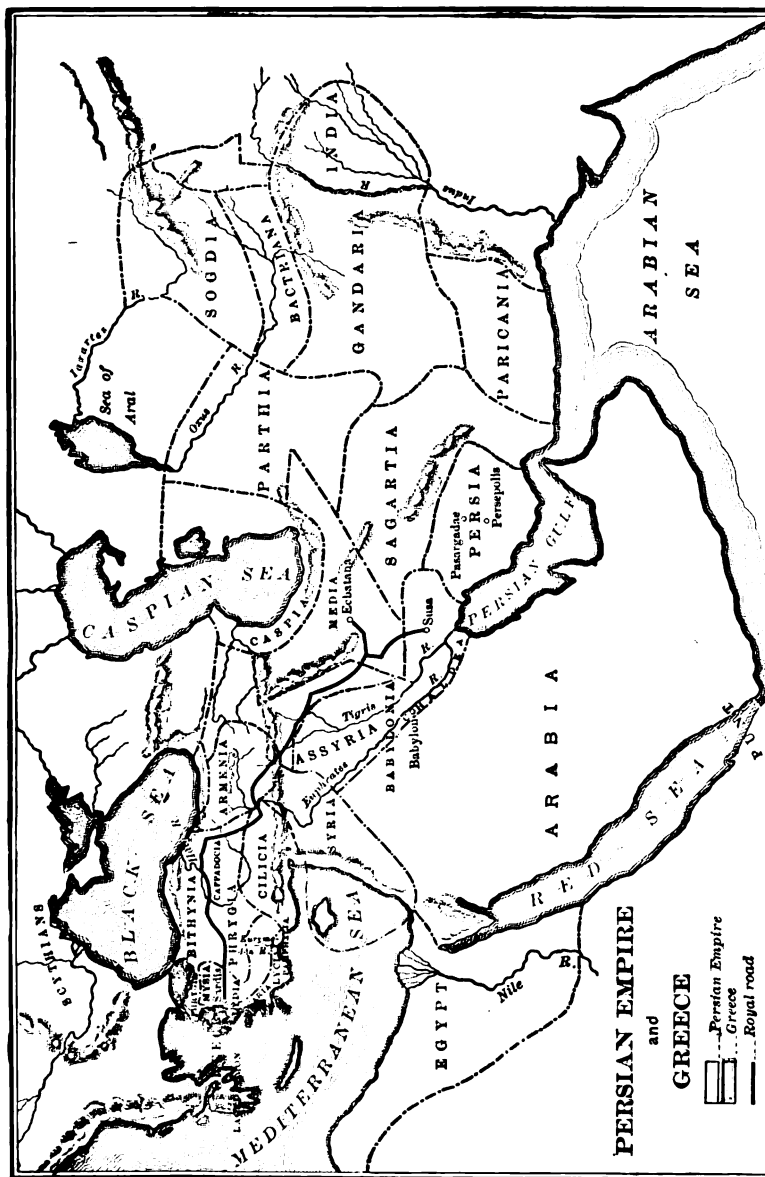 SCYTHIANS
BLACK SEA
CASPIAN SEA
Sea of
Aral
Jaxartes R
Oxus R
SOGDIA
BACTRIANA
INDIA
Indus R
GANDARIA
PARICANIA
PARTHIA
SAGARTIA
CASPIA
MEDIA
Ecbatana
BITHYNIA
ARMENIA
CAPPADOCIA
PHRYGIA
MYSIA
Sardis
CILICIA
MEDITERRANEAN SEA
SYRIA
ASSYRIA
Tigris R
Euphrates R
BABYLONIA
Babylon
Susa
PERSIA
Pasargadae
Persepolis
PERSIAN GULF
ARABIA
ARABIAN
SEA
RED SEA
EGYPT
Nile R.
PERSIAN EMPIRE
and
GREECE
Persian Empire
Greece
Royal road